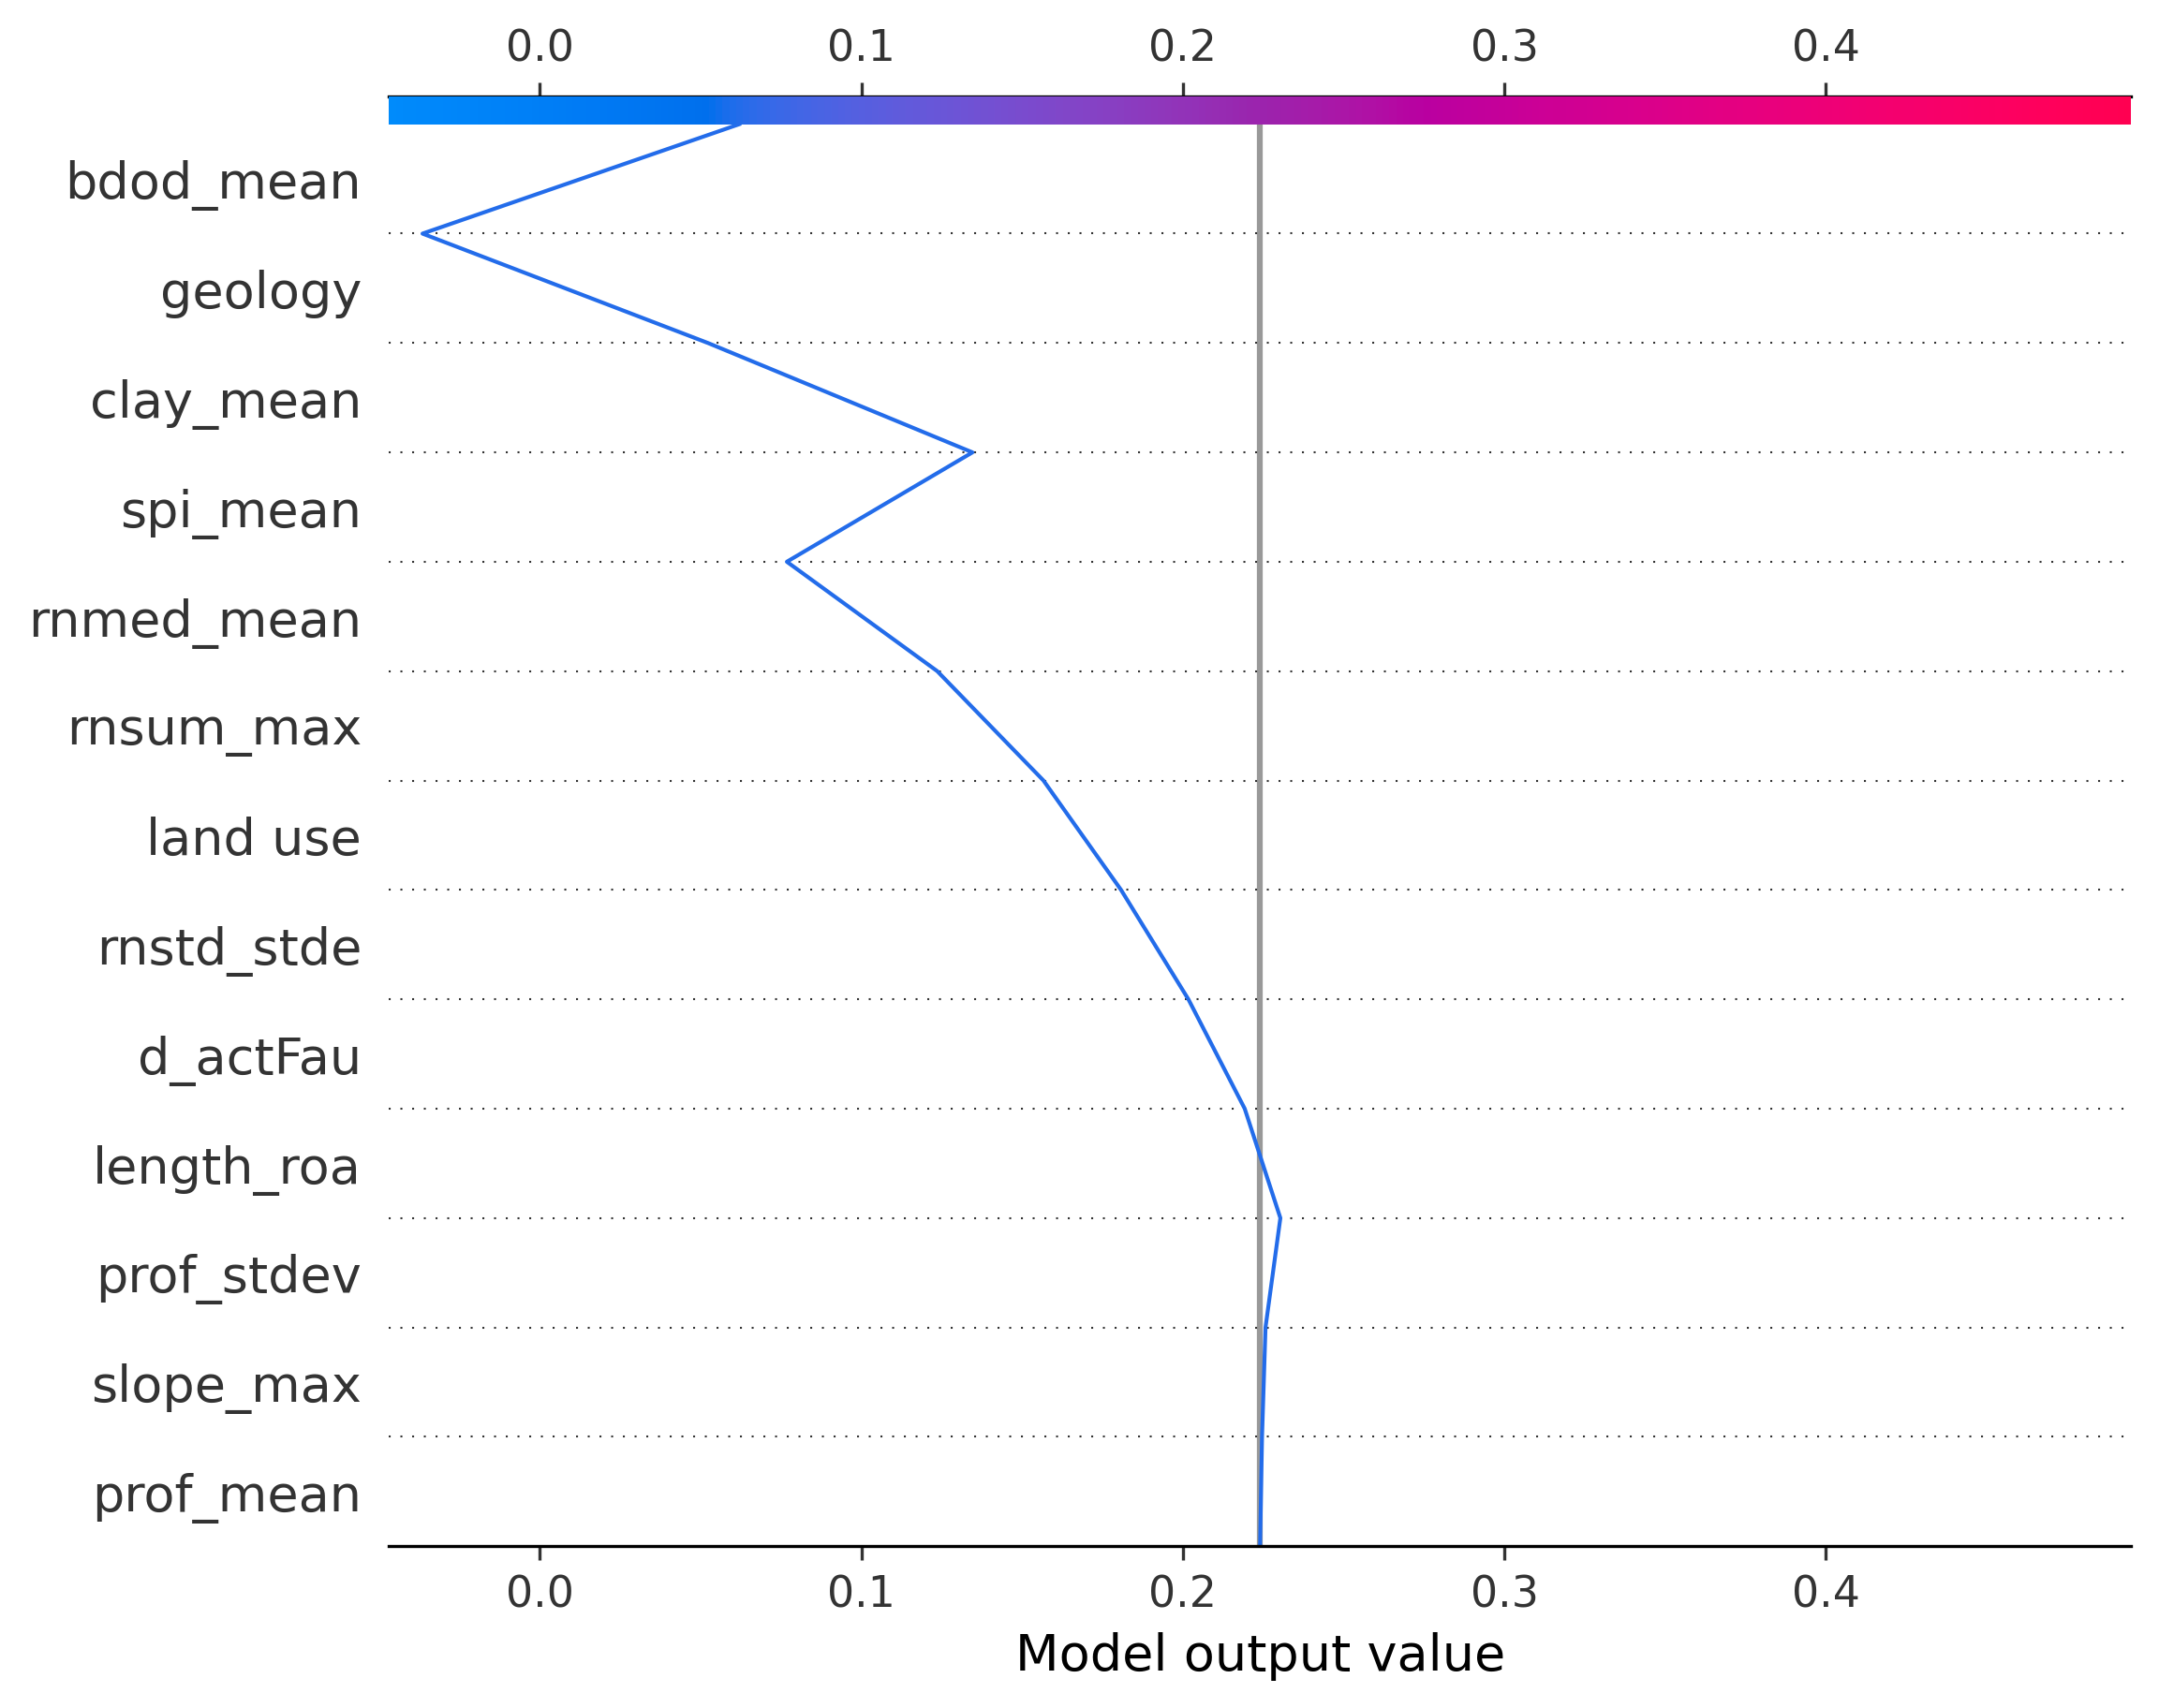 0.0 0.1 0.2 0.3 0.4
bdod_mean
geology
clay_mean
spi_mean
rnmed_mean
rnsum_max
land use
rnstd_stde
d_actFau
length_roa
prof_stdev
slope_max
prof_mean
0.0 0.1 0.2 0.3 0.4
Model output value